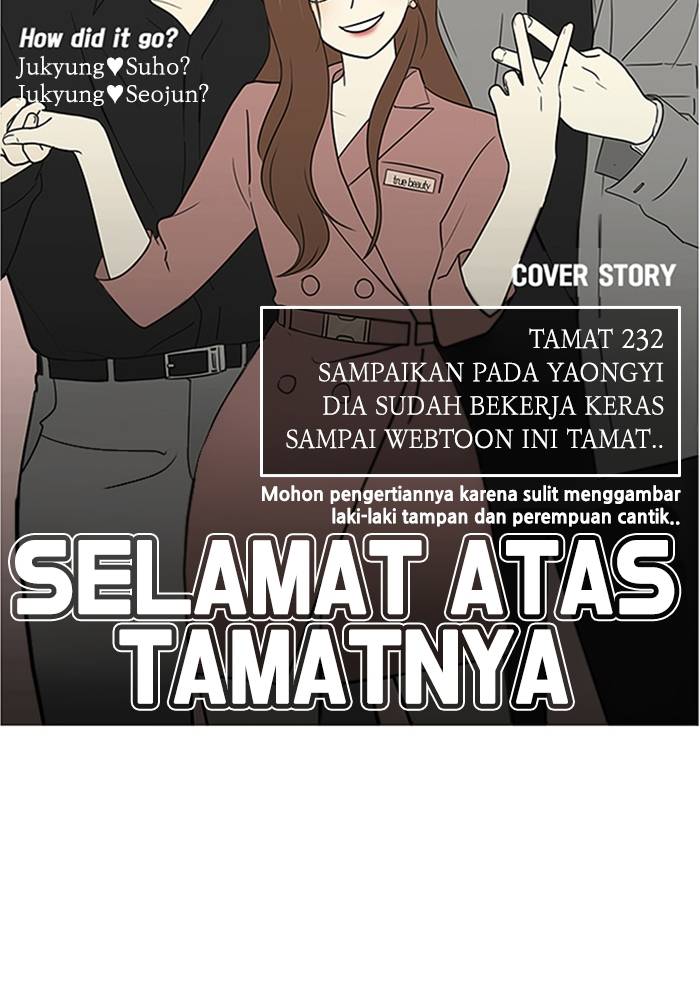 How did it go?
Jukyung♥Suho?
Jukyung♥Seojun?
true beauty
COVER STORY
TAMAT 232
SAMPAIKAN PADA YAONGYI
DIA SUDAH BEKERJA KERAS
SAMPAI WEBTOON INI TAMAT..
Mohon pengertiannya karena sulit menggambar
laki-laki tampan dan perempuan cantik..
SELAMAT ATAS
TAMATNYA